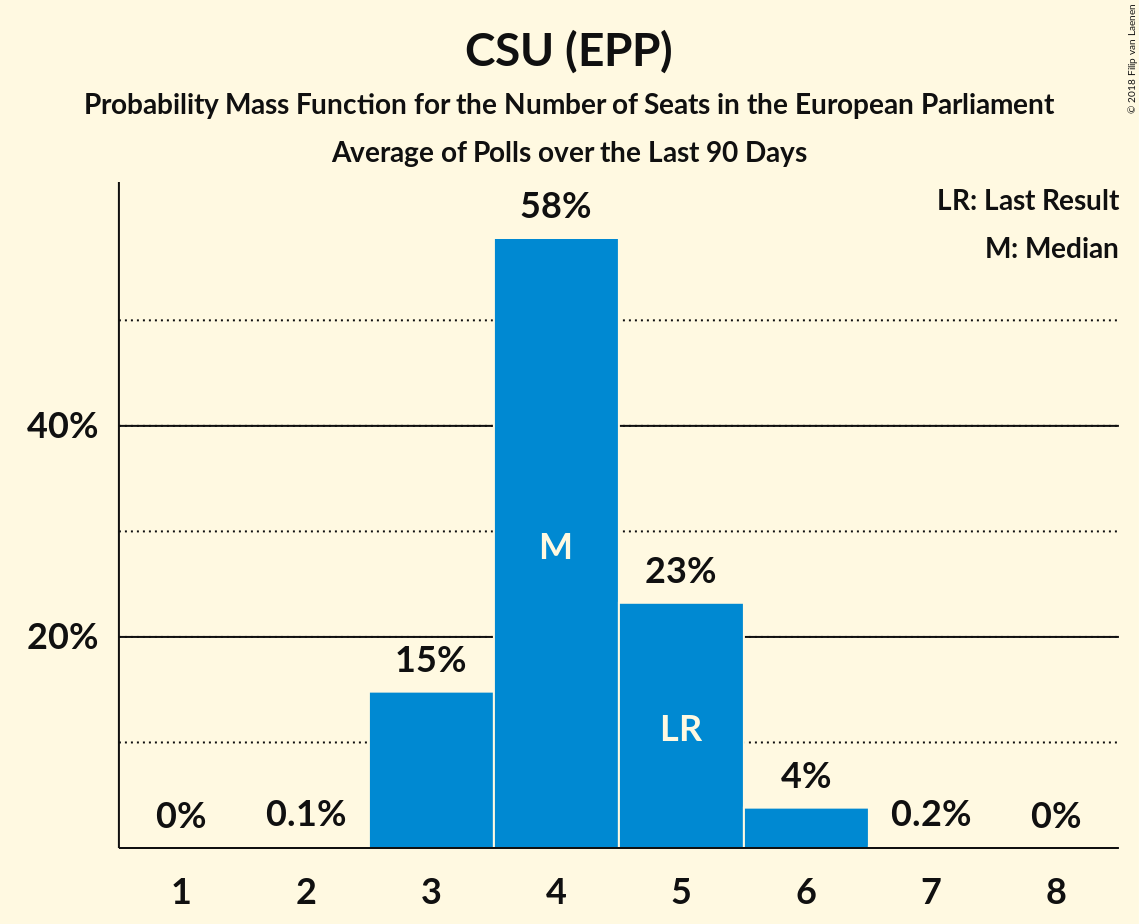 CSU (EPP)
Probability Mass Function for the Number of Seats in the European Parliament
Average of Polls over the Last 90 Days
© 2018 Filip van Laenen
LR: Last Result
M: Median
58%
40%
M
23%
20%
15%
LR
4%
0% 0.1% 0.2% 0%
1 2 3 4 5 6 7 8